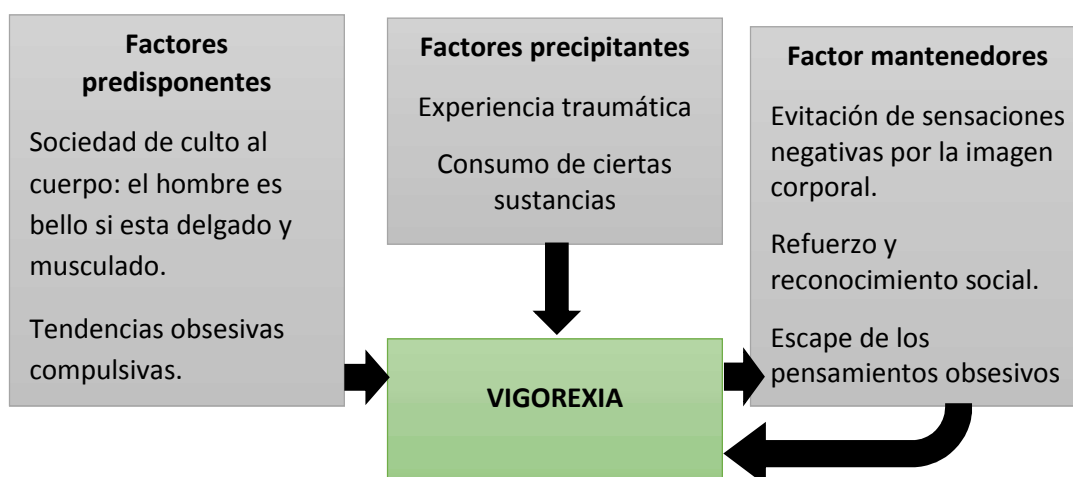 Factores
predisponentes
Sociedad de culto al
cuerpo: el hombre es
bello si esta delgado y
musculado.
Tendencias obsesivas
compulsivas.
Factores precipitantes
Experiencia traumática
Consumo de ciertas
sustancias
Factor mantenedores
Evitación de sensaciones
negativas por la imagen
corporal.
Refuerzo y
reconocimiento social.
Escape de los
pensamientos obsesivos
VIGOREXIA